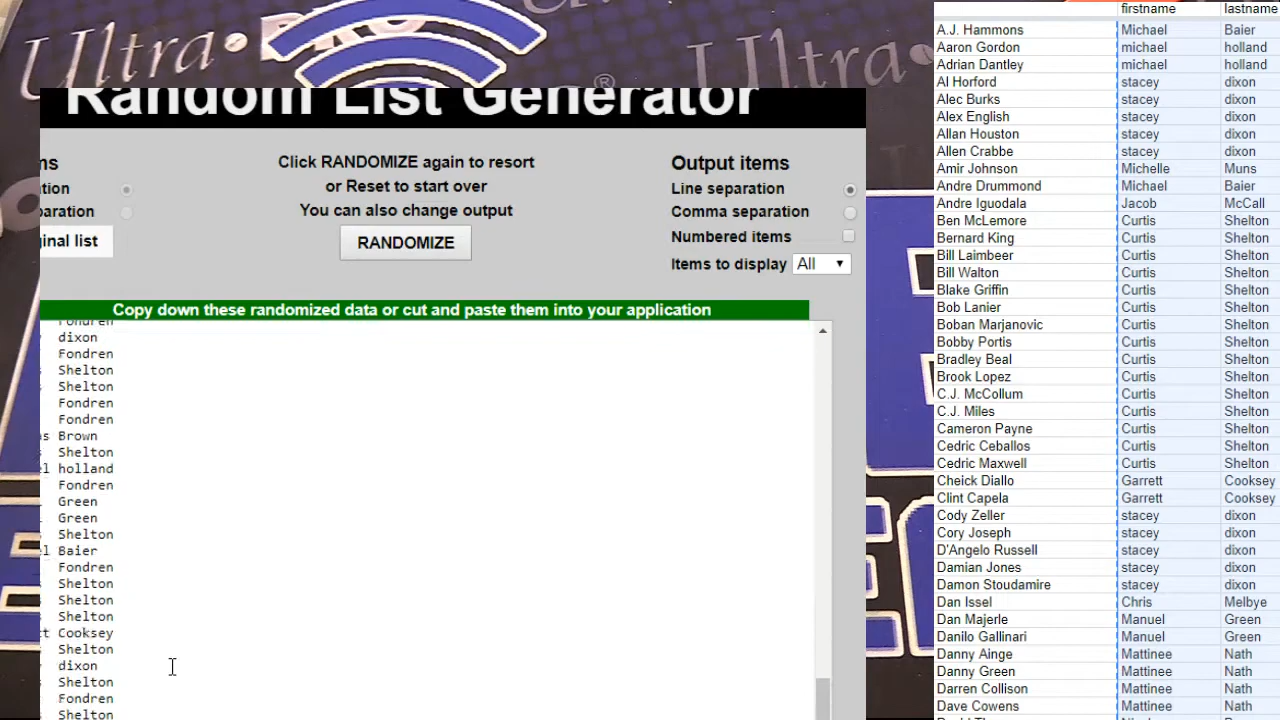 Ultra PRO
Ultra
®
Random List Generator
ms
ation
paration
ginal list
Click RANDOMIZE again to resort
or Reset to start over
You can also change output
RANDOMIZE
Output items
Line separation
Comma separation
Numbered items
Items to display All
Copy down these randomized data or cut and paste them into your application
Fondren
dixon
Fondren
Shelton
Shelton
Fondren
Fondren
s Brown
Shelton
l holland
Fondren
Green
Green
Shelton
l Baier
Fondren
Shelton
Shelton
Shelton
t Cooksey
Shelton
dixon
Shelton
Fondren
Shelton
firstname lastname
A.J. Hammons Michael Baier
Aaron Gordon michael holland
Adrian Dantley michael holland
Al Horford stacey dixon
Alec Burks stacey dixon
Alex English stacey dixon
Allan Houston stacey dixon
Allen Crabbe stacey dixon
Amir Johnson Michelle Muns
Andre Drummond Michael Baier
Andre Iguodala Jacob McCall
Ben McLemore Curtis Shelton
Bernard King Curtis Shelton
Bill Laimbeer Curtis Shelton
Bill Walton Curtis Shelton
Blake Griffin Curtis Shelton
Bob Lanier Curtis Shelton
Boban Marjanovic Curtis Shelton
Bobby Portis Curtis Shelton
Bradley Beal Curtis Shelton
Brook Lopez Curtis Shelton
C.J. McCollum Curtis Shelton
C.J. Miles Curtis Shelton
Cameron Payne Curtis Shelton
Cedric Ceballos Curtis Shelton
Cedric Maxwell Curtis Shelton
Cheick Diallo Garrett Cooksey
Clint Capela Garrett Cooksey
Cody Zeller stacey dixon
Cory Joseph stacey dixon
D'Angelo Russell stacey dixon
Damian Jones stacey dixon
Damon Stoudamire stacey dixon
Dan Issel Chris Melbye
Dan Majerle Manuel Green
Danilo Gallinari Manuel Green
Danny Ainge Mattinee Nath
Danny Green Mattinee Nath
Darren Collison Mattinee Nath
Dave Cowens Mattinee Nath